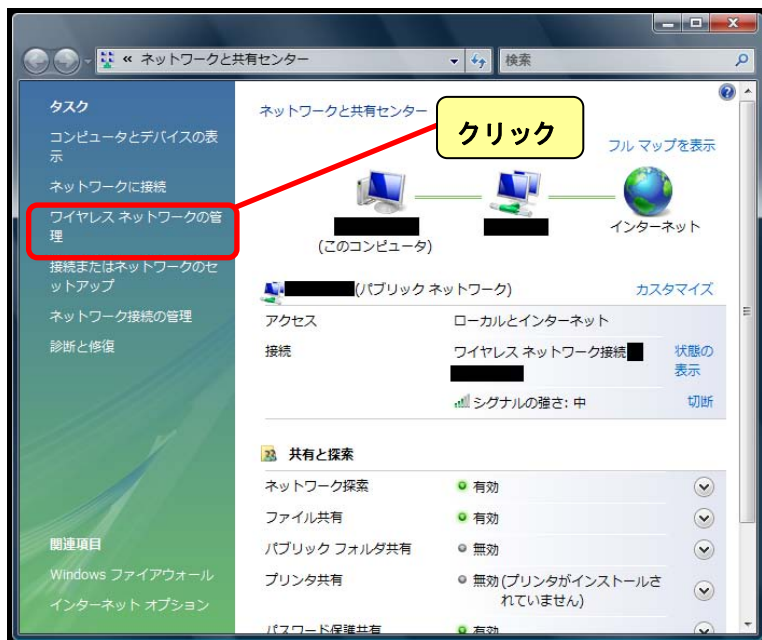 « ネットワークと共有センター
検索
タスク
コンピュータとデバイスの表
示
ネットワークに接続
ワイヤレス ネットワークの管
理
接続またはネットワークのセ
ットアップ
ネットワーク接続の管理
診断と修復
関連項目
Windows ファイアウォール
インターネット オプション
ネットワークと共有センター
クリック
フル マップを表示
(このコンピュータ)
インターネット
(パブリック ネットワーク)
カスタマイズ
アクセス
ローカルとインターネット
接続
ワイヤレス ネットワーク接続
状態の
表示
シグナルの強さ: 中
切断
共有と探索
ネットワーク探索
有効
ファイル共有
有効
パブリック フォルダ共有
無効
プリンタ共有
無効 (プリンタがインストールさ
れていません)
パスワード保護共有
有効